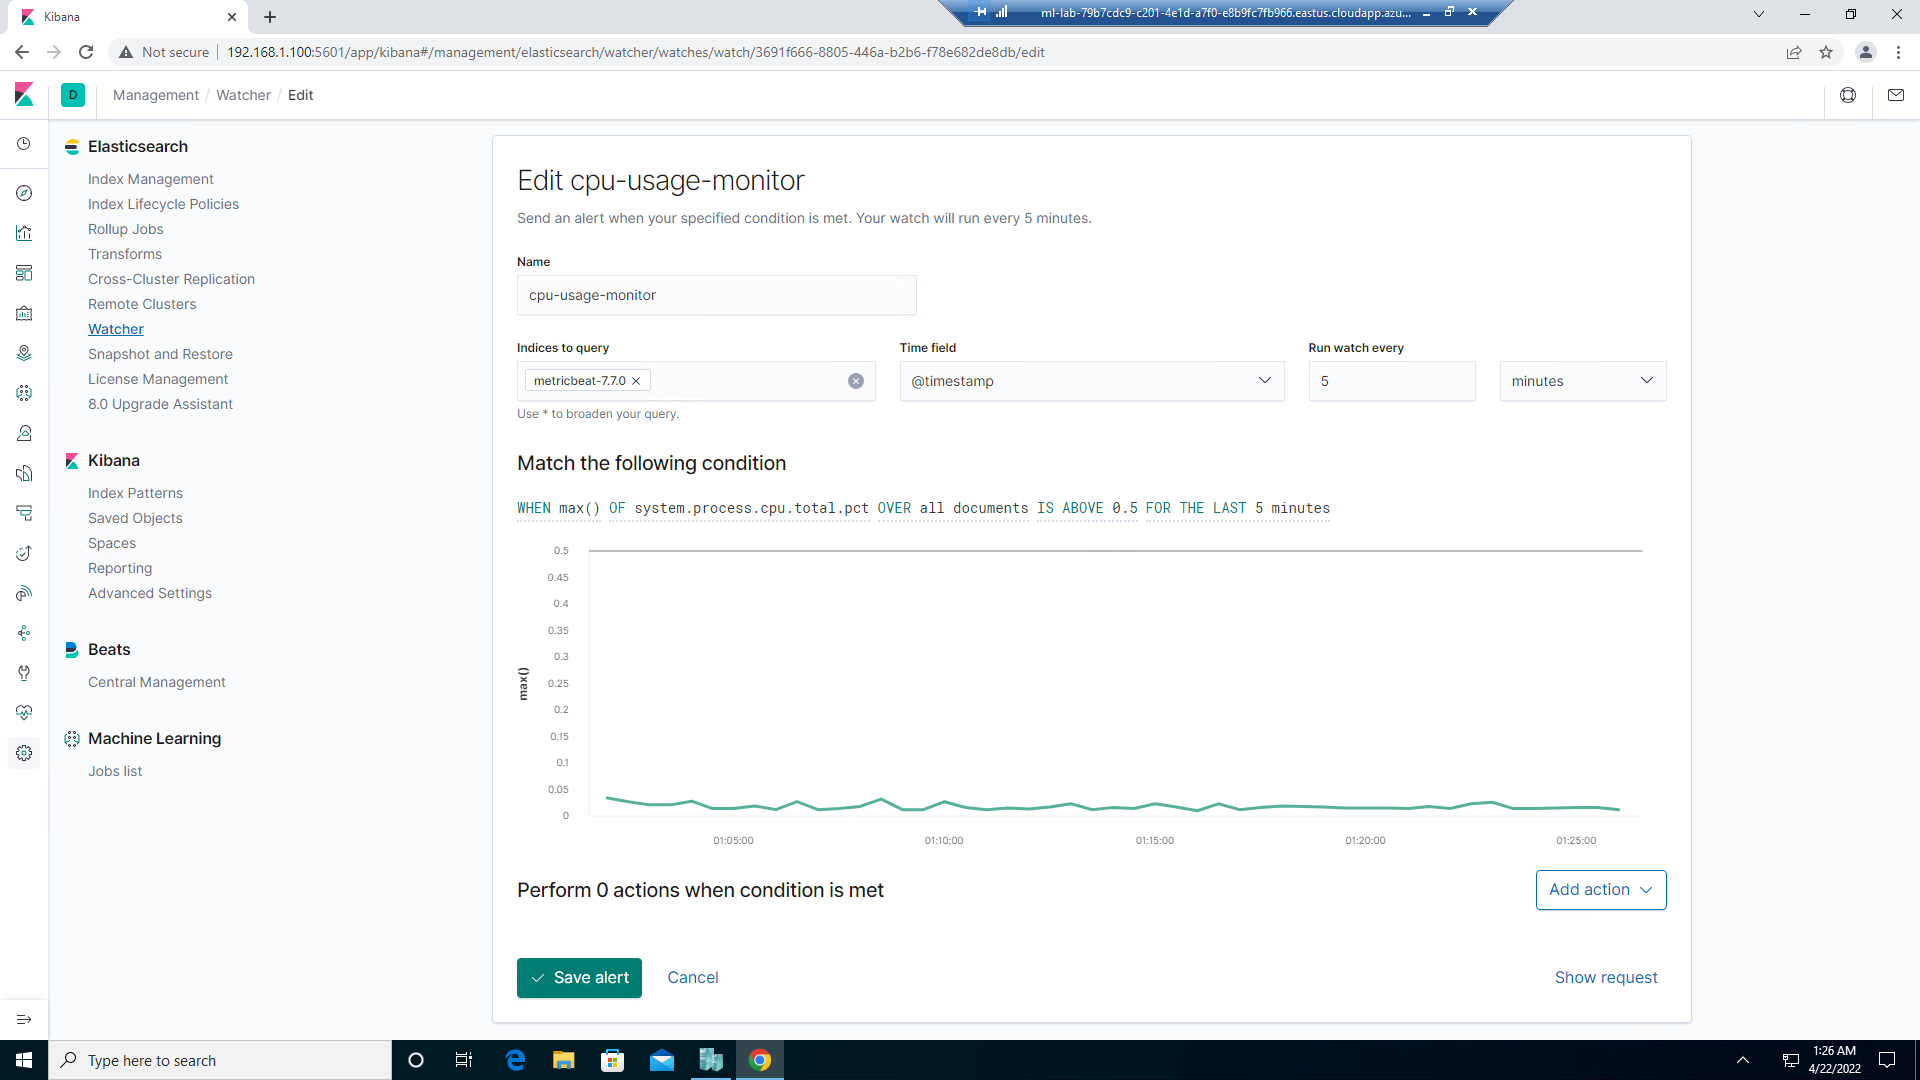 Kibana
ml-lab-79b7cdc9-c201-4e1d-a7f0-e8b9fc7fb966.eastus.cloudapp.azu...
Not secure
192.168.1.100:5601/app/kibana#/management/elasticsearch/watcher/watches/watch/3691f666-8805-446a-b2b6-f78e682de8db/edit
D
Management / Watcher / Edit
Elasticsearch
Index Management
Index Lifecycle Policies
Rollup Jobs
Transforms
Cross-Cluster Replication
Remote Clusters
Watcher
Snapshot and Restore
License Management
8.0 Upgrade Assistant
Kibana
Index Patterns
Saved Objects
Spaces
Reporting
Advanced Settings
Beats
Central Management
Machine Learning
Jobs list
Edit cpu-usage-monitor
Send an alert when your specified condition is met. Your watch will run every 5 minutes.
Name
cpu-usage-monitor
Indices to query
metricbeat-7.7.0
Use * to broaden your query.
Time field
@timestamp
Run watch every
5
minutes
Match the following condition
WHEN max() OF system.process.cpu.total.pct OVER all documents IS ABOVE 0.5 FOR THE LAST 5 minutes
max()
0.5
0.45
0.4
0.35
0.3
0.25
0.2
0.15
0.1
0.05
0
01:05:00
01:10:00
01:15:00
01:20:00
01:25:00
Perform 0 actions when condition is met
Add action
Save alert
Cancel
Show request
Type here to search
1:26 AM
4/22/2022